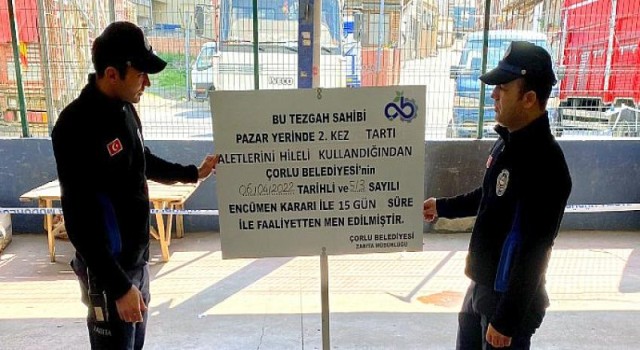 IVECO
BU TEZGAH SAHİBİ
PAZAR YERİNDE 2. KEZ TARTI
ALETLERİNİ HİLELİ KULLANDIĞINDAN
ÇORLU BELEDİYESİ'nin
06/04/2022 TARİHLİ ve 513 SAYILI
ENCÜMEN KARARI İLE 15 GÜN SÜRE
İLE FAALİYETTEN MEN EDİLMİŞTİR.
ÇORLU BELEDİYESİ
ZABITA MÜDÜRLÜĞÜ